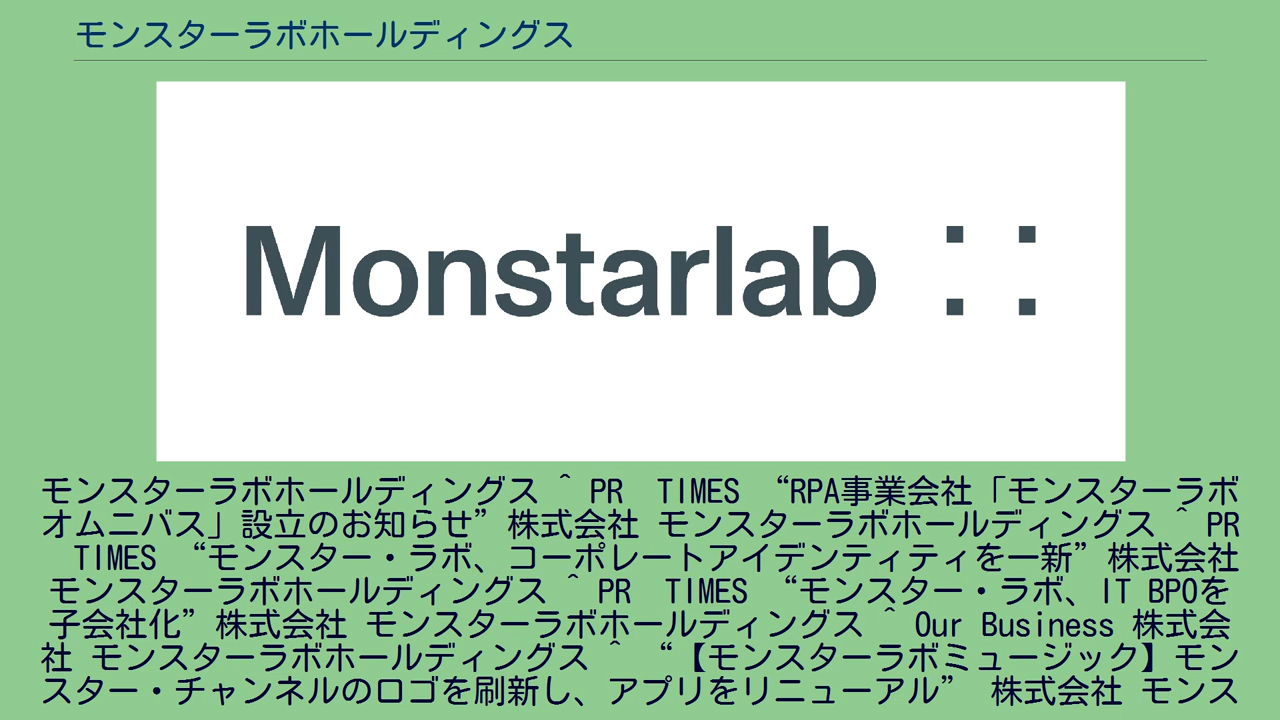 モンスターラボホールディングス
Monstarlab
モンスターラボホールディングス ^ PR TIMES “RPA事業会社「モンスターラボ
オムニバス」設立のお知らせ” 株式会社 モンスターラボホールディングス ^ PR
TIMES “モンスター・ラボ、コーポレートアイデンティティを一新” 株式会社
モンスターラボホールディングス ^ PR TIMES “モンスター・ラボ、IT BPOを
子会社化” 株式会社 モンスターラボホールディングス ^ Our Business 株式会
社 モンスターラボホールディングス ^ “【モンスターラボミュージック】モン
スター・チャンネルのロゴを刷新し、アプリをリニューアル” 株式会社 モンス